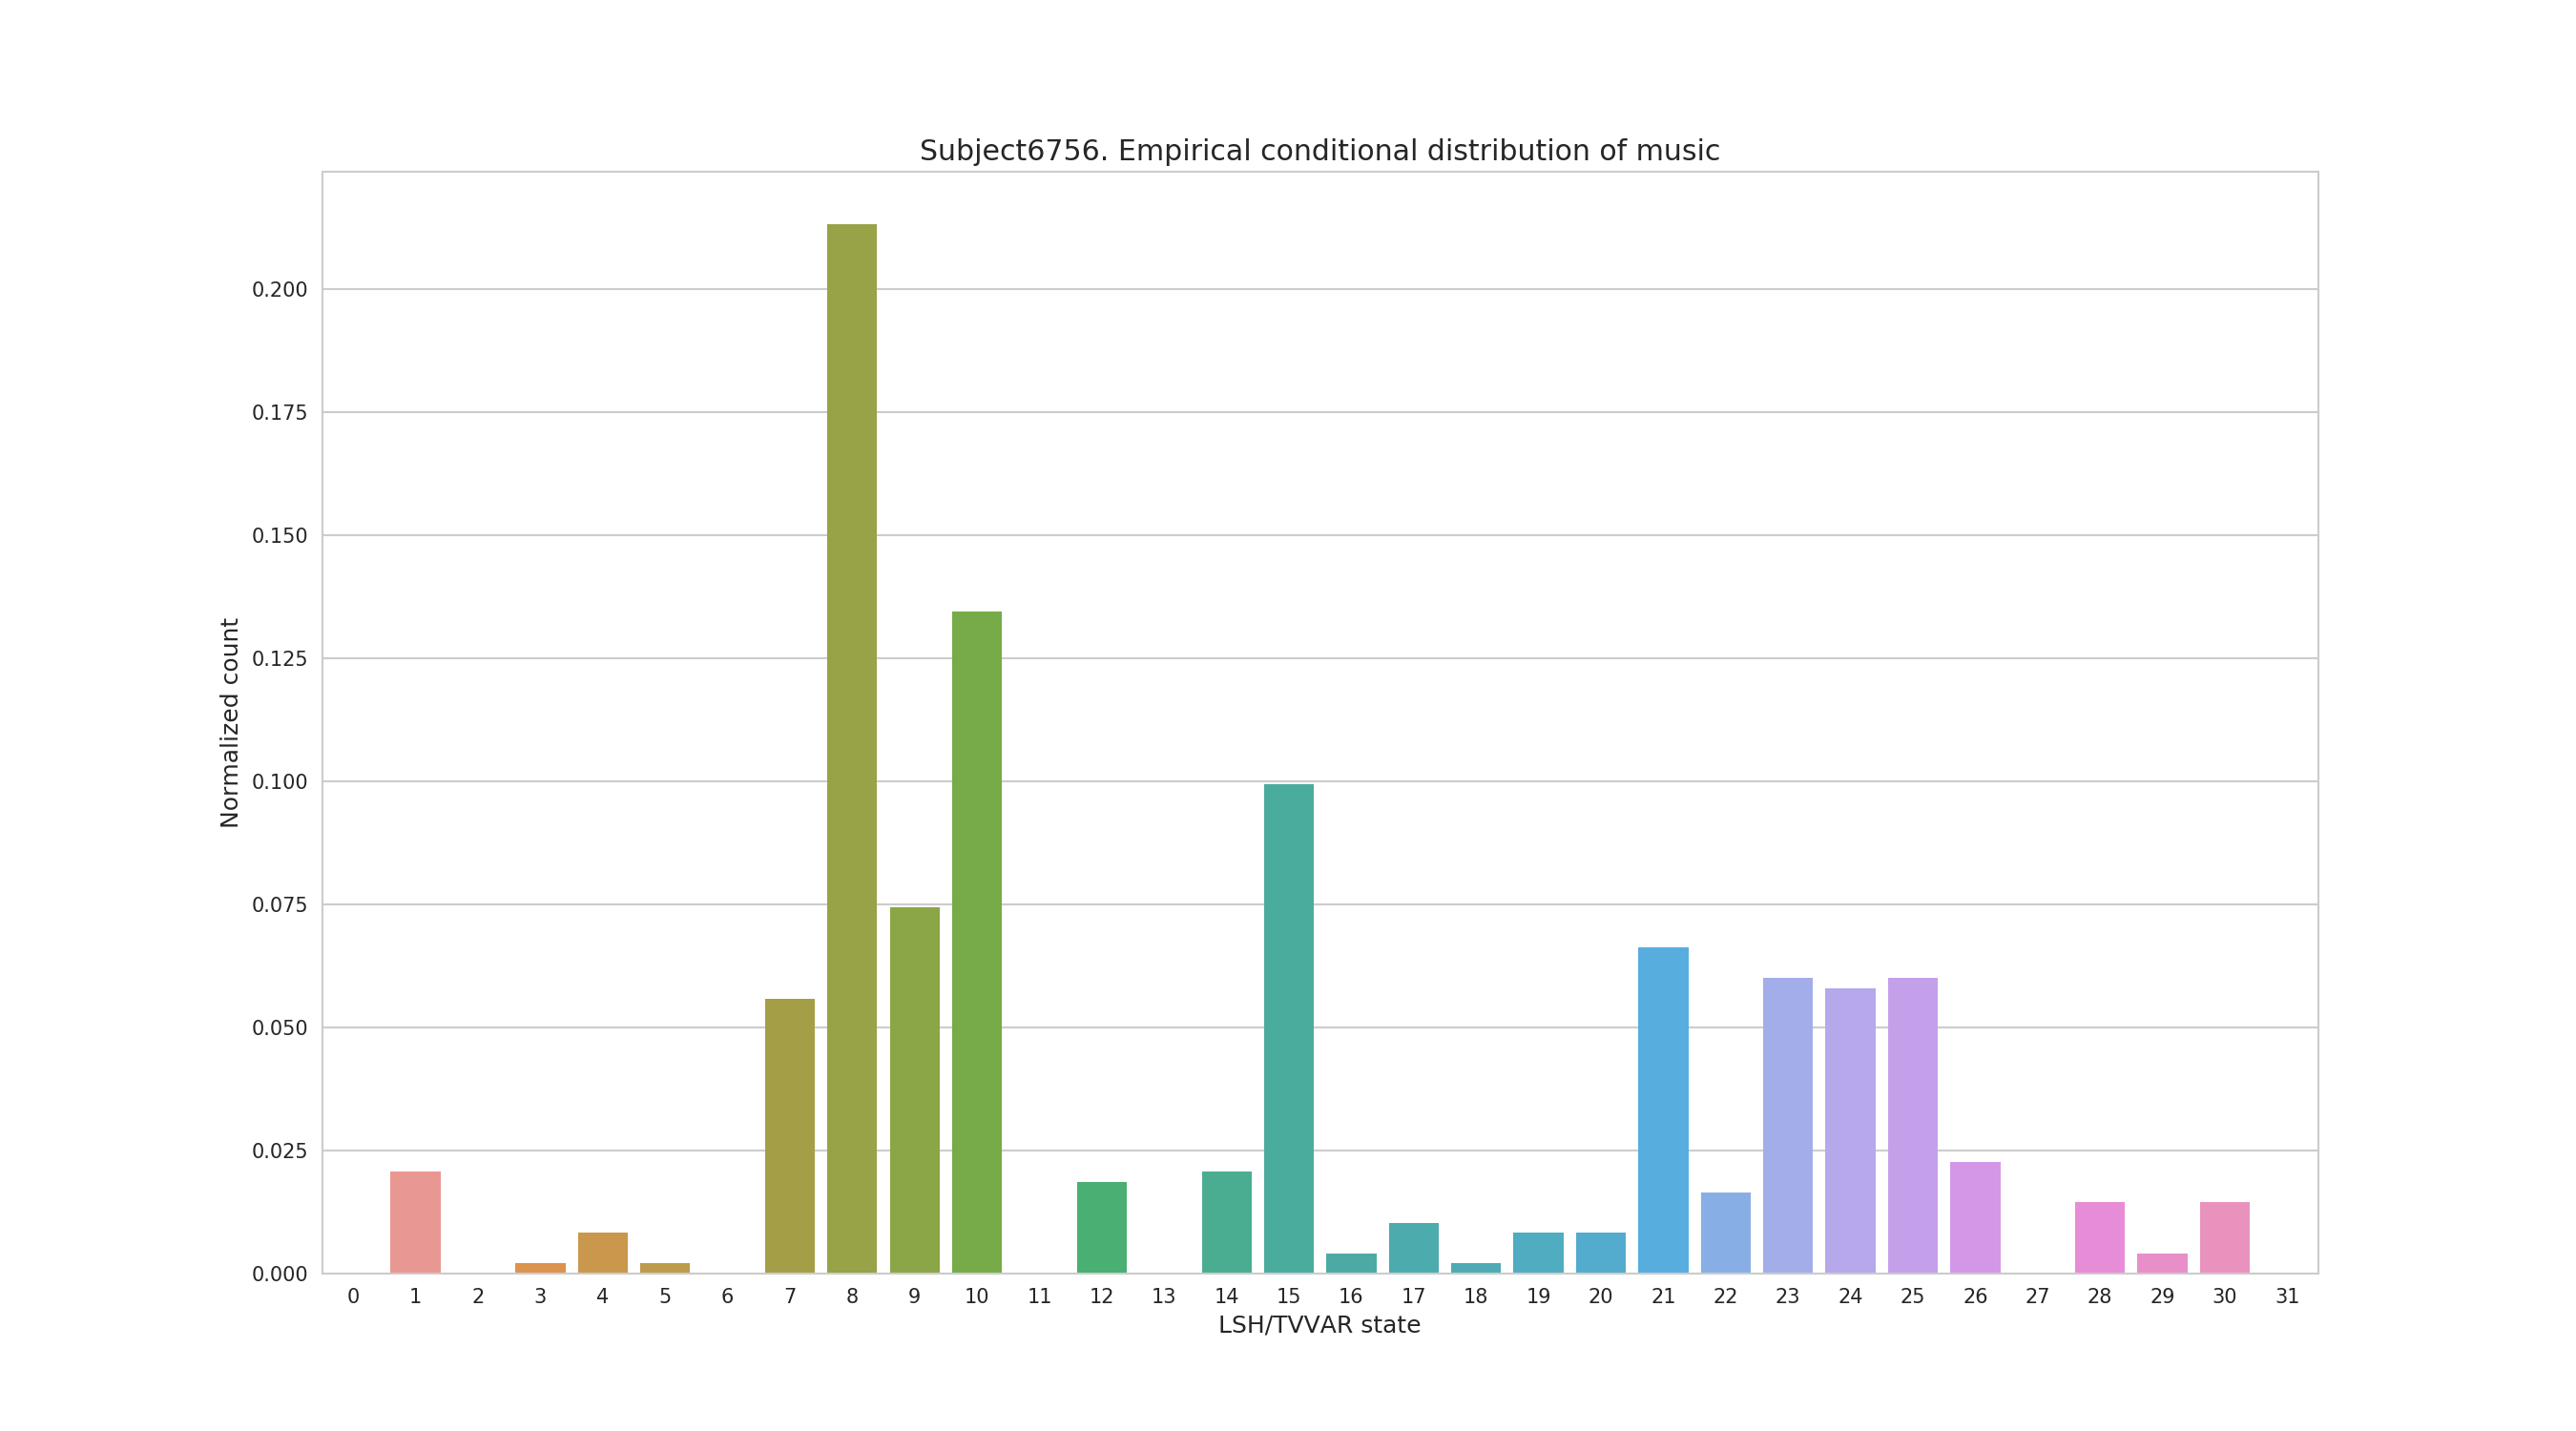 Subject6756. Empirical conditional distribution of music
Normalized count
0.200
0.175
0.150
0.125
0.100
0.075
0.050
0.025
0.000
0 1 2 3 4 5 6 7 8 9 10 11 12 13 14 15 16 17 18 19 20 21 22 23 24 25 26 27 28 29 30 31
LSH/TVVAR state